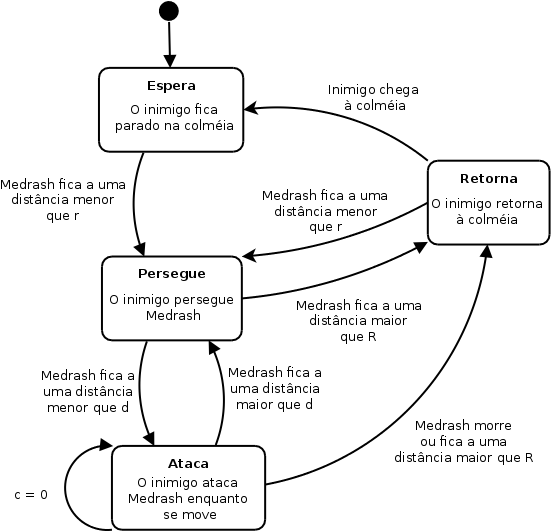 Espera
O inimigo fica
parado na colméia
Inimigo chega
à colméia
Retorna
O inimigo retorna
à colméia
Medrash fica a uma
distância menor
que r
Medrash fica a uma
distância menor
que r
Persegue
O inimigo persegue
Medrash
Medrash fica a uma
distância maior
que R
Medrash fica a
uma distância
menor que d
Medrash fica a
uma distância
maior que d
Medrash morre
ou fica a uma
distância maior que R
Ataca
O inimigo ataca
Medrash enquanto
se move
c = 0